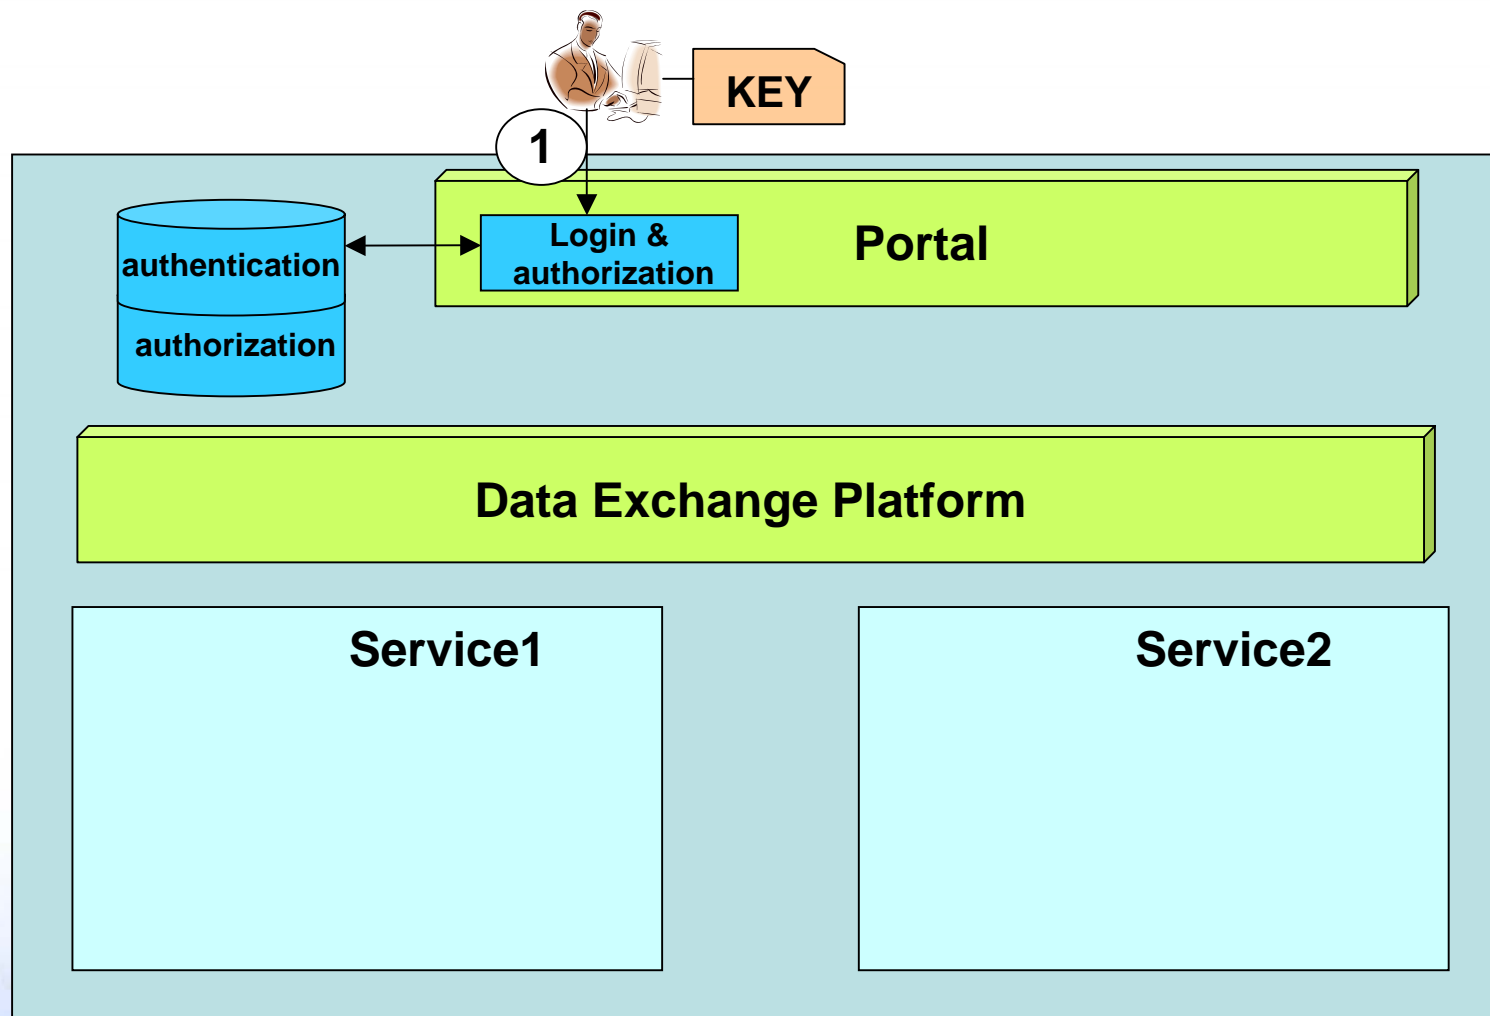 KEY
1
Login &
authorization
Portal
authentication
authorization
Data Exchange Platform
Service1
Service2